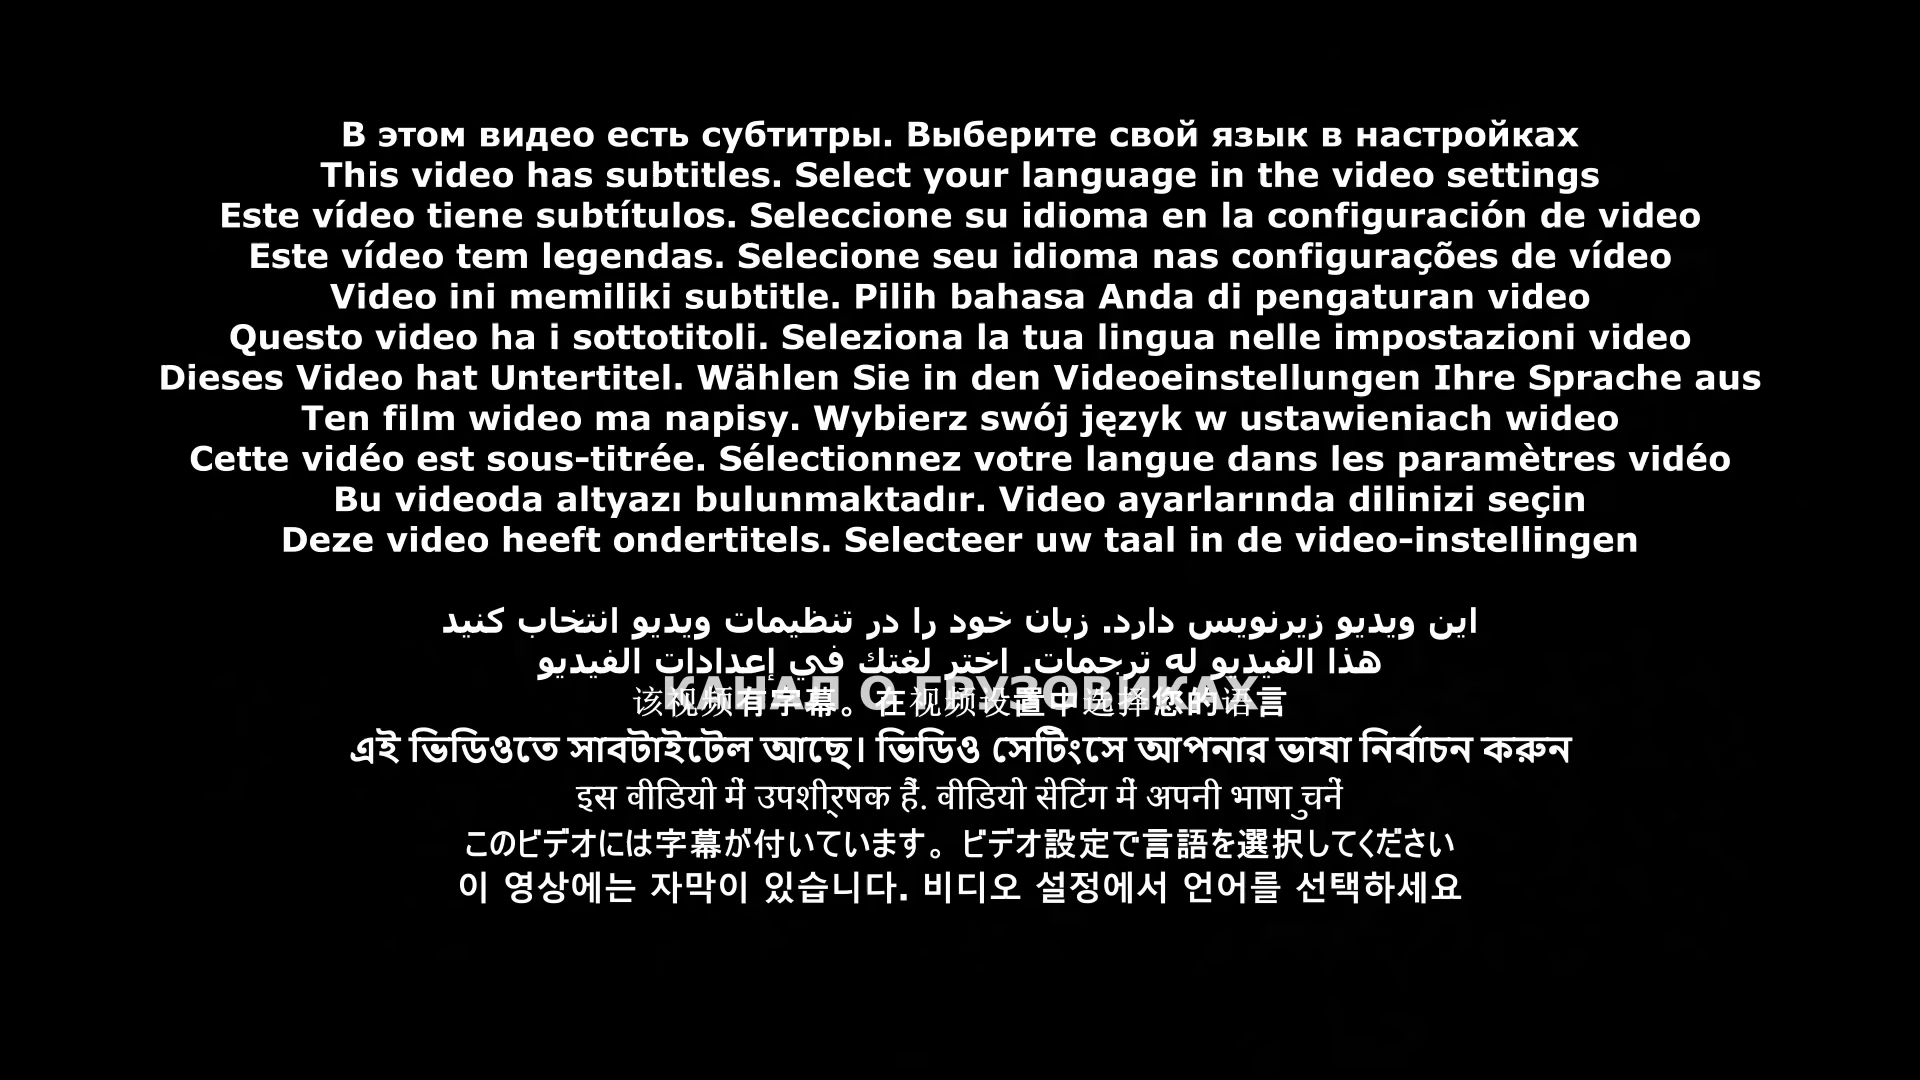 В этом видео есть субтитры. Выберите свой язык в настройках
This video has subtitles. Select your language in the video settings
Este vídeo tiene subtítulos. Seleccione su idioma en la configuración de video
Este vídeo tem legendas. Selecione seu idioma nas configurações de vídeo
Video ini memiliki subtitle. Pilih bahasa Anda di pengaturan video
Questo video ha i sottotitoli. Seleziona la tua lingua nelle impostazioni video
Dieses Video hat Untertitel. Wählen Sie in den Videoeinstellungen Ihre Sprache aus
Ten film wideo ma napisy. Wybierz swój język w ustawieniach wideo
Cette vidéo est sous-titrée. Sélectionnez votre langue dans les paramètres vidéo
Bu videoda altyazı bulunmaktadır. Video ayarlarında dilinizi seçin
Deze video heeft ondertitels. Selecteer uw taal in de video-instellingen
این ویدیو زیرنویس دارد. زبان خود را در تنظیمات ویدیو انتخاب کنید
هذا الفيديو له ترجمات. اختر لغتك في إعدادات الفيديو
КАНАЛ О ГРУЗОВИКАХ
该视频有字幕。在视频设置中选择您的语言
এই ভিডিওতে সাবটাইটেল আছে। ভিডিও সেটিংসে আপনার ভাষা নির্বাচন করুন
इस वीडियो में उपशीर्षक हैं. वीडियो सेटिंग में अपनी भाषा चुनें
このビデオには字幕が付いています。ビデオ設定で言語を選択してください
이 영상에는 자막이 있습니다. 비디오 설정에서 언어를 선택하세요